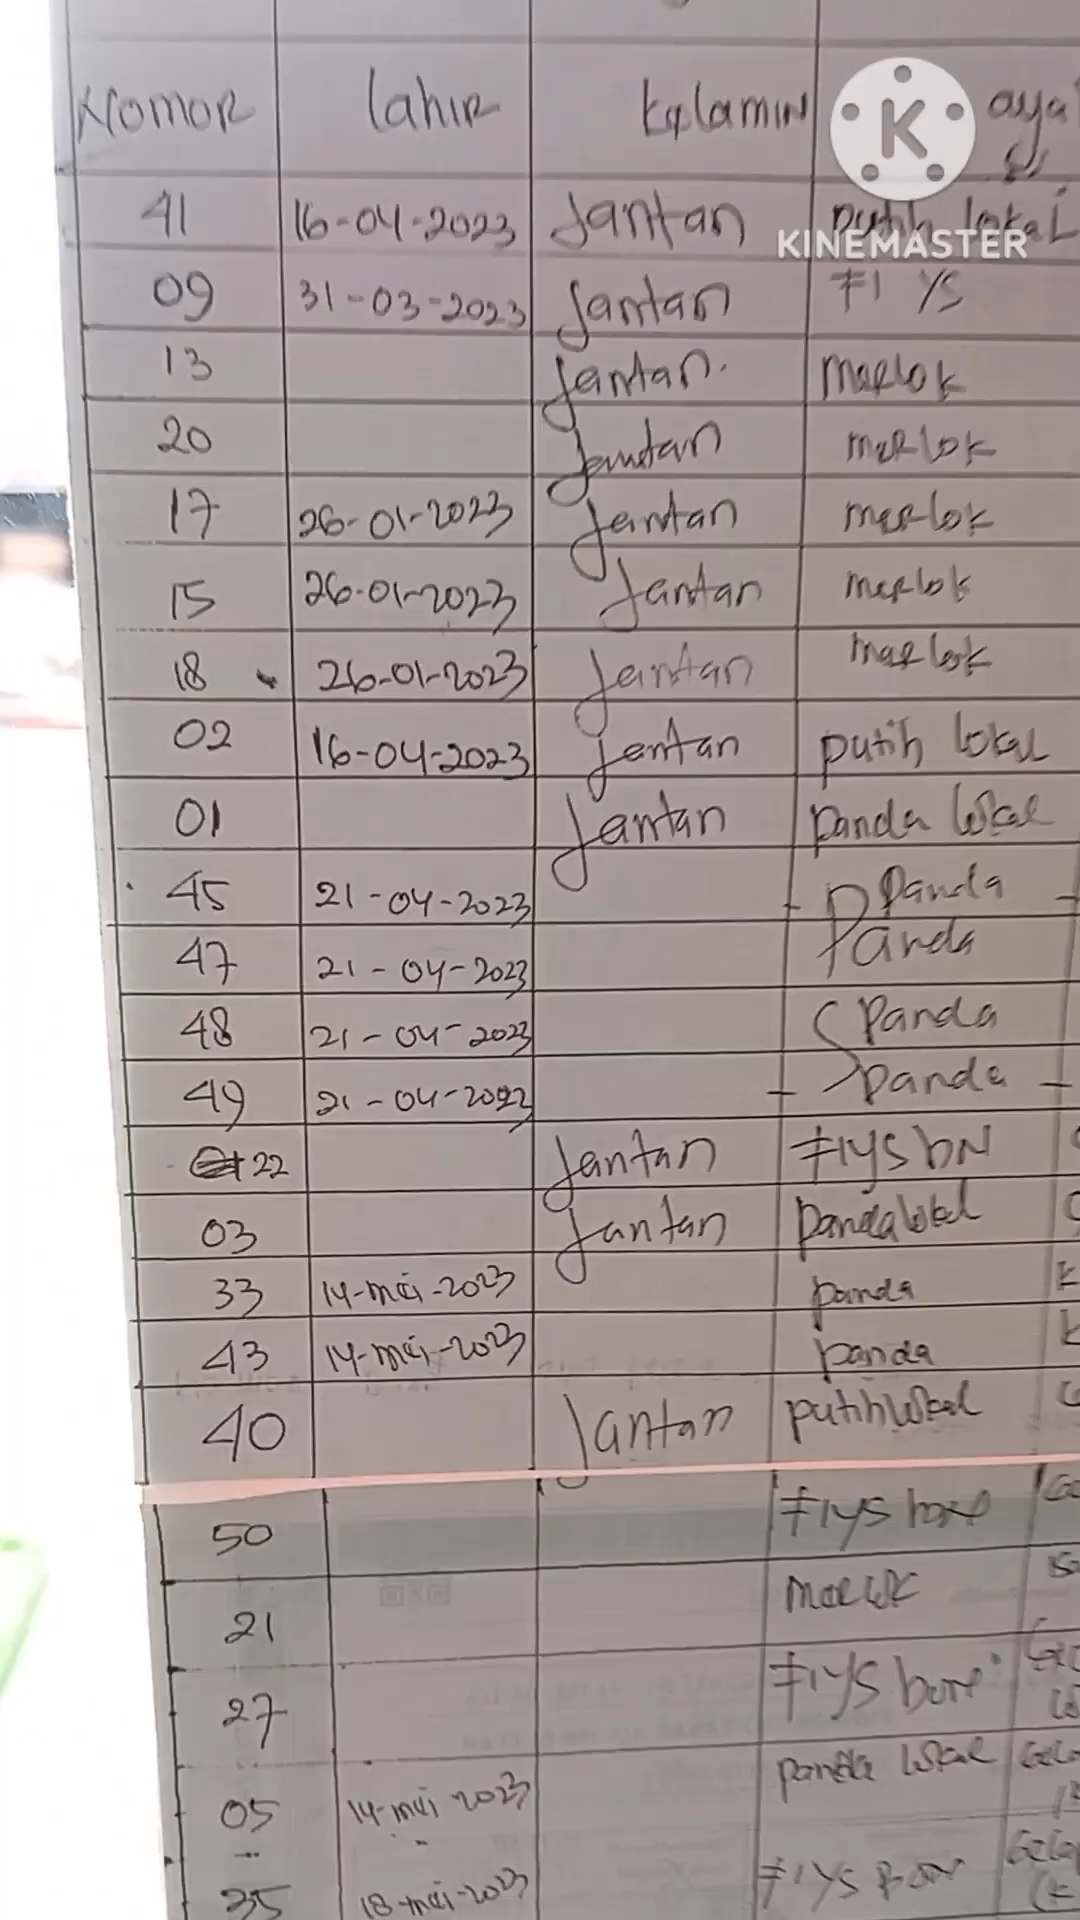 Nomor lahir kelamin aya
41 16-04-2023 Jantan putih lokal
KINEMASTER
09 31-03-2023 Jantan F1 YS
13 Jantan. merlok
20 Jantan merlok
17 26-01-2023 Jantan merlok
15 26-01-2023 Jantan merlok
18 26-01-2023 Jantan merlok
02 16-04-2023 Jantan putih lokal
01 Jantan panda lokal
45 21-04-2023 Panda
47 21-04-2023 Panda
48 21-04-2023 Panda
49 21-04-2022 panda
22 Jantan F1YS bN
03 Jantan panda lokal
33 14-mei-2023 panda K
43 14-mei-2023 panda K
40 Jantan putih lokal
50 F1YS
21 merlok
27 F1YS
05 14-mei 2023 panda lokal
35 18-mei-2023 F1YS